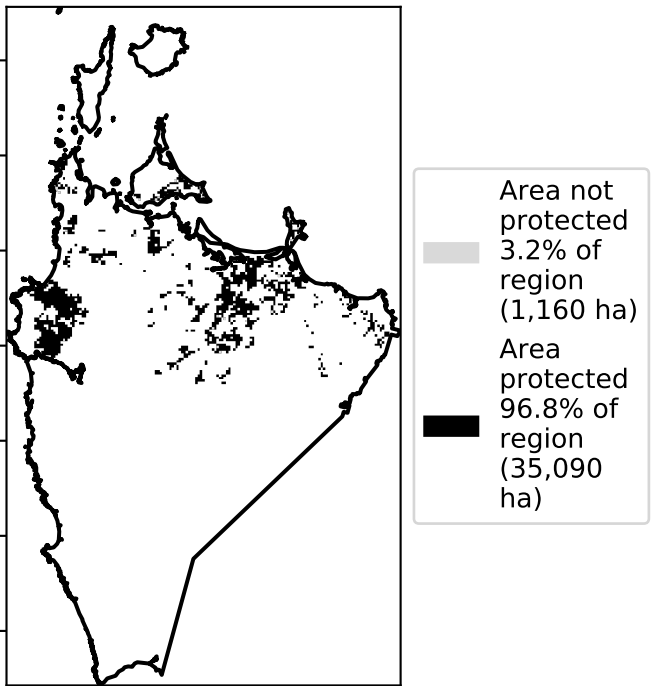 Area not
protected
3.2% of
region
(1,160 ha)
Area
protected
96.8% of
region
(35,090
ha)